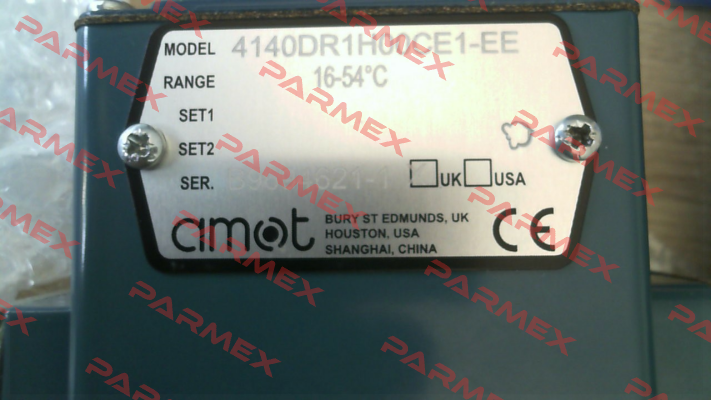 MODEL 4140DR1H00CE1-EE
RANGE 16-54°C
SET1
SET2
SER. UK USA
amot
BURY ST EDMUNDS, UK
HOUSTON, USA
SHANGHAI, CHINA
CE
PARMEX